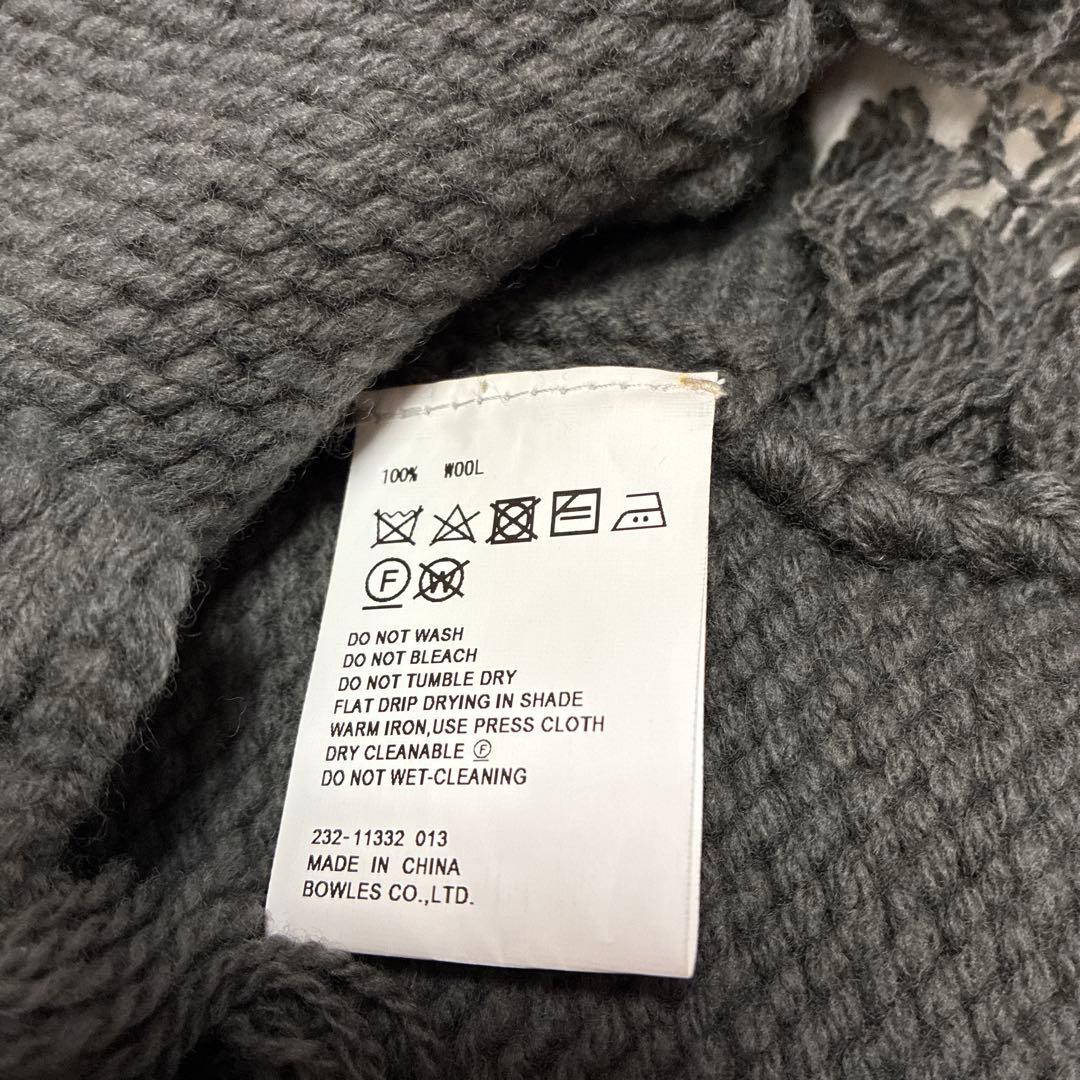 100% WOOL
F W
DO NOT WASH
DO NOT BLEACH
DO NOT TUMBLE DRY
FLAT DRIP DRYING IN SHADE
WARM IRON,USE PRESS CLOTH
DRY CLEANABLE Ⓕ
DO NOT WET-CLEANING
232-11332 013
MADE IN CHINA
BOWLES CO.,LTD.